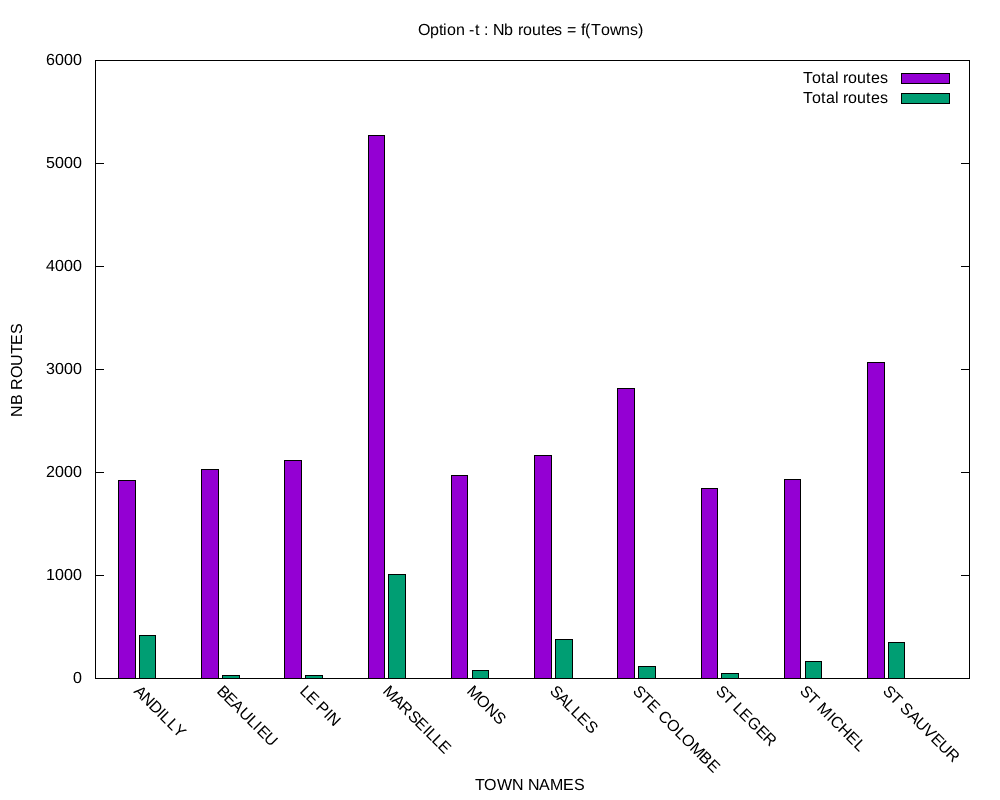 Option -t : Nb routes = f(Towns)
Total routes
Total routes
6000
5000
4000
3000
2000
1000
0
NB ROUTES
ANDILLY
BEAULIEU
LE PIN
MARSEILLE
MONS
SALLES
STE COLOMBE
ST LEGER
ST MICHEL
ST SAUVEUR
TOWN NAMES